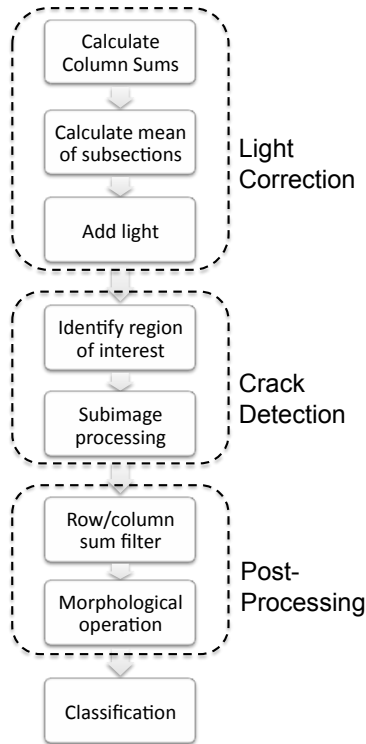 Calculate
Column Sums
Calculate mean
of subsections
Add light
Light
Correction
Identify region
of interest
Subimage
processing
Crack
Detection
Row/column
sum filter
Morphological
operation
Post-
Processing
Classification